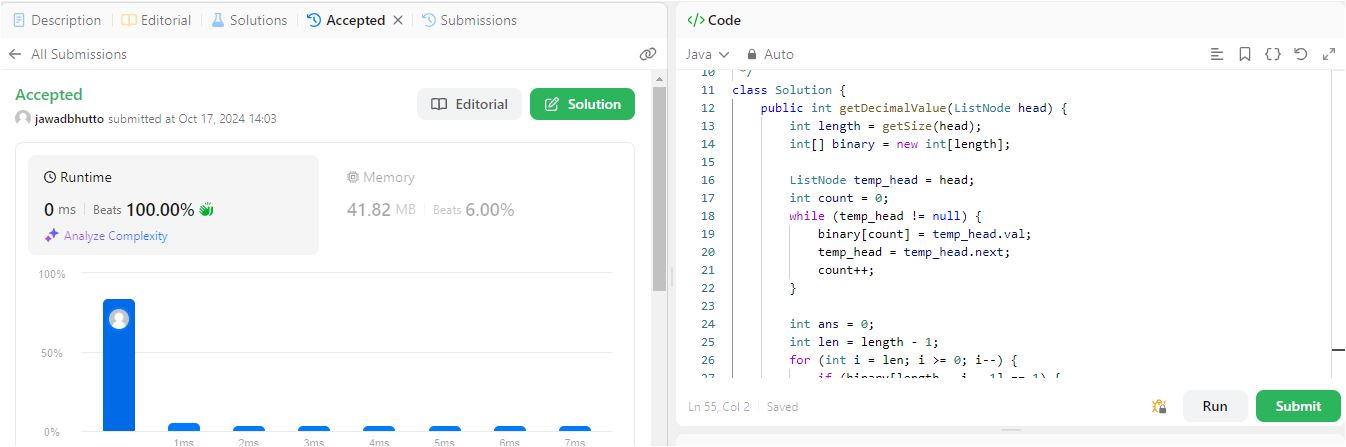 Description Editorial Solutions Accepted Submissions
All Submissions
Accepted
jawadbhutto submitted at Oct 17, 2024 14:03
Editorial
Solution
Runtime
0 ms Beats 100.00%
Analyze Complexity
Memory
41.82 MB Beats 6.00%
100%
50%
0%
1ms 2ms 3ms 4ms 5ms 6ms 7ms
</> Code
Java Auto
10 */
11 class Solution {
12 public int getDecimalValue(ListNode head) {
13 int length = getSize(head);
14 int[] binary = new int[length];
15
16 ListNode temp_head = head;
17 int count = 0;
18 while (temp_head != null) {
19 binary[count] = temp_head.val;
20 temp_head = temp_head.next;
21 count++;
22 }
23
24 int ans = 0;
25 int len = length - 1;
26 for (int i = len; i >= 0; i--) {
27 if (binary[length - i - 1] == 1) {
Ln 55, Col 2 Saved
Run
Submit